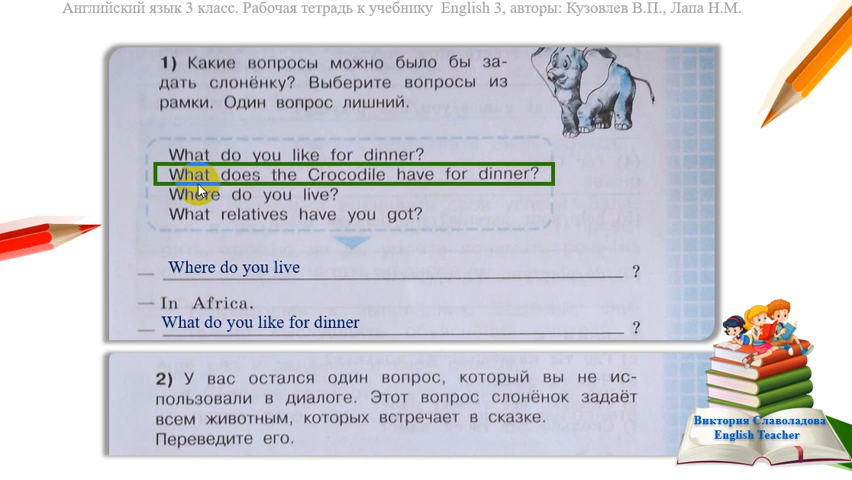 Английский язык 3 класс. Рабочая тетрадь к учебнику English 3, авторы: Кузовлев В.П., Лапа Н.М.
1) Какие вопросы можно было бы за-
дать слонёнку? Выберите вопросы из
рамки. Один вопрос лишний.
What do you like for dinner?
What does the Crocodile have for dinner?
Where do you live?
What relatives have you got?
— Where do you live ?
— In Africa.
— What do you like for dinner ?
2) У вас остался один вопрос, который вы не ис-
пользовали в диалоге. Этот вопрос слонёнок задаёт
всем животным, которых встречает в сказке.
Переведите его.
Виктория Славоладова
English Teacher